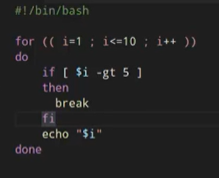 #!/bin/bash
for (( i=1 ; i<=10 ; i++ ))
do
if [ $i -gt 5 ]
then
break
fi
echo "$i"
done